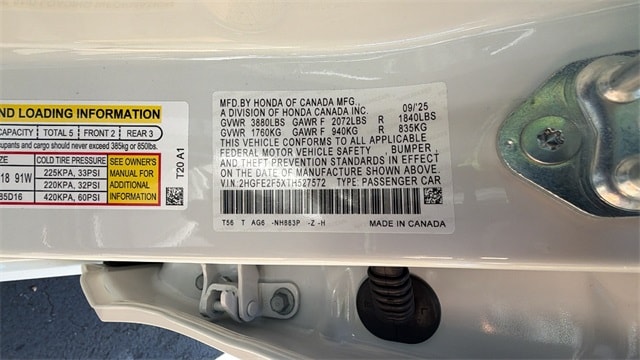 ND LOADING INFORMATION
CAPACITY TOTAL 5 FRONT 2 REAR 3
upants and cargo should never exceed 385kg or 850lbs.
SIZE COLD TIRE PRESSURE SEE OWNER'S MANUAL FOR ADDITIONAL INFORMATION
18 91W 225KPA, 33PSI
220KPA, 32PSI
85D16 420KPA, 60PSI
T20 A1
MFD.BY HONDA OF CANADA MFG., 09/'25
A DIVISION OF HONDA CANADA INC.
GVWR 3880LBS GAWR F 2072LBS R 1840LBS
GVWR 1760KG GAWR F 940KG R 835KG
THIS VEHICLE CONFORMS TO ALL APPLICABLE
FEDERAL MOTOR VEHICLE SAFETY BUMPER
AND THEFT PREVENTION STANDARDS IN EFFECT
ON THE DATE OF MANUFACTURE SHOWN ABOVE.
V.I.N:2HGFE2F5XTH527572 TYPE: PASSENGER CAR
T56 T AG6 -NH883P -Z -H MADE IN CANADA